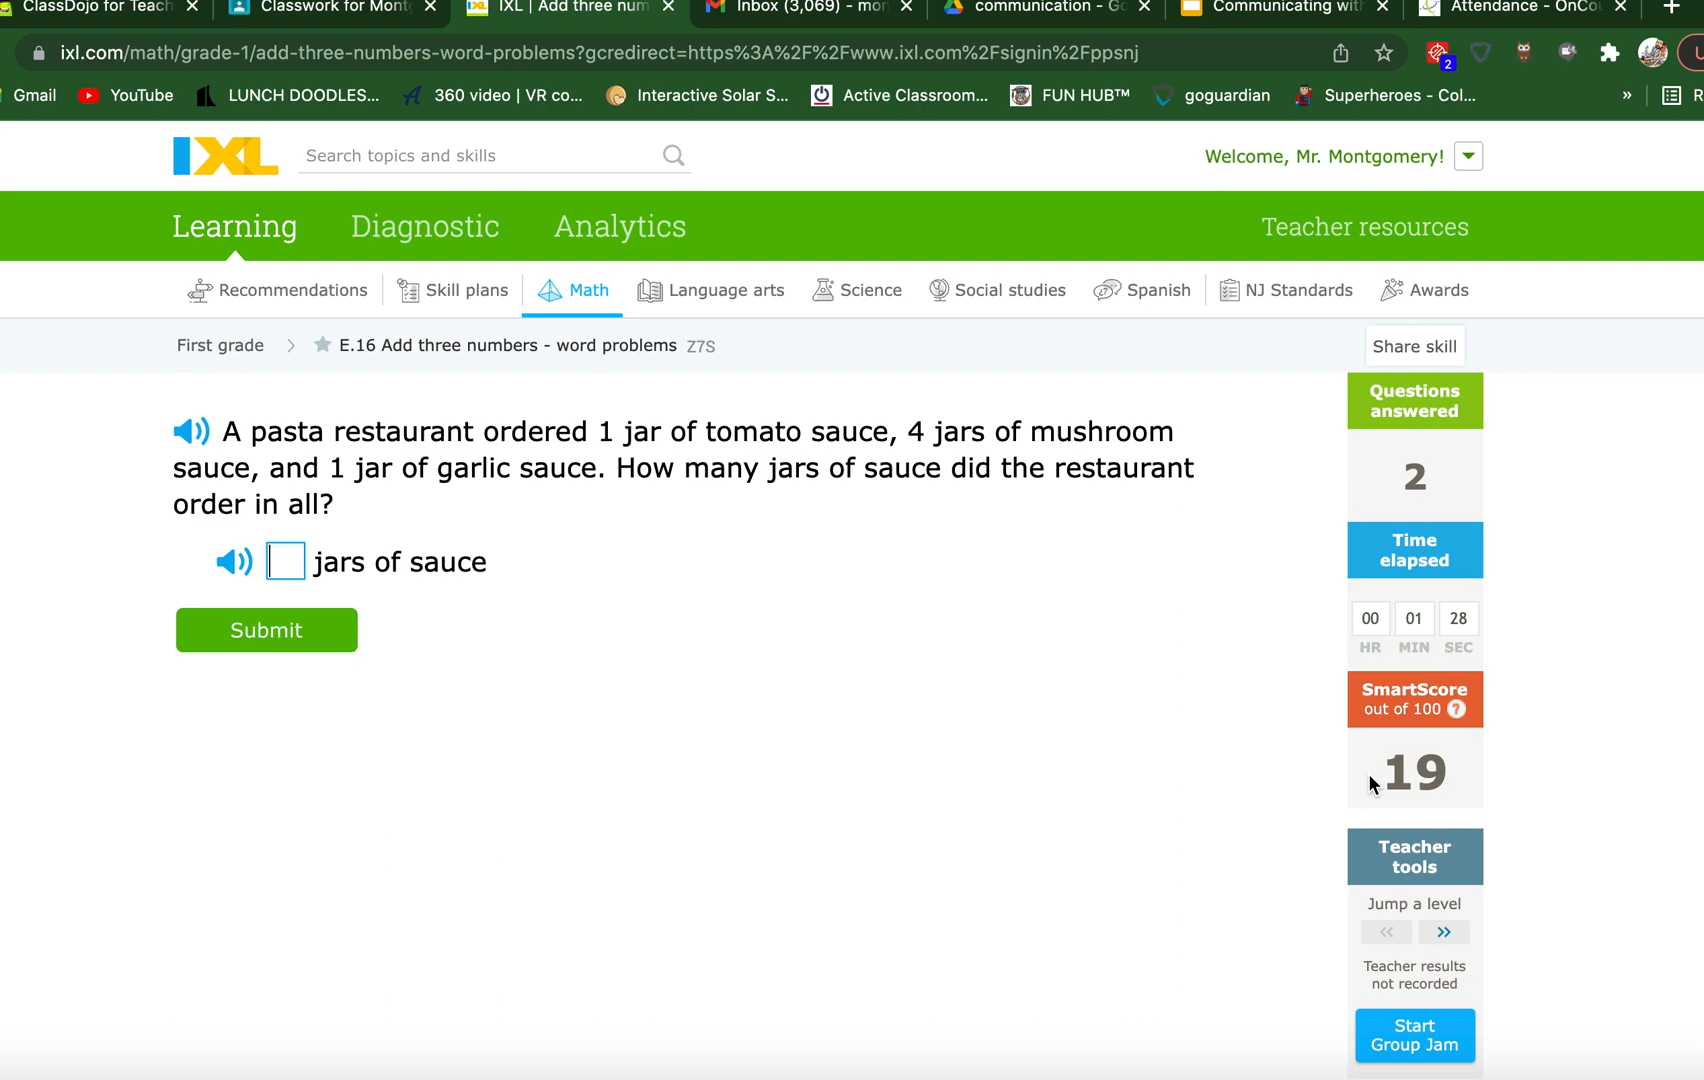 ClassDojo for Teach
Classwork for Montg
IXL | Add three num
Inbox (3,069) - mon
communication - Go
Communicating with
Attendance - OnCou
ixl.com/math/grade-1/add-three-numbers-word-problems?gcredirect=https%3A%2F%2Fwww.ixl.com%2Fsignin%2Fppsnj
2
Gmail
YouTube
LUNCH DOODLES...
360 video | VR co...
Interactive Solar S...
Active Classroom...
FUN HUB™
goguardian
Superheroes - Col...
»
R
IXL
Search topics and skills
Welcome, Mr. Montgomery!
Learning
Diagnostic
Analytics
Teacher resources
Recommendations
Skill plans
Math
Language arts
Science
Social studies
Spanish
NJ Standards
Awards
First grade
E.16 Add three numbers - word problems Z7S
Share skill
Questions
answered
2
A pasta restaurant ordered 1 jar of tomato sauce, 4 jars of mushroom
sauce, and 1 jar of garlic sauce. How many jars of sauce did the restaurant
order in all?
jars of sauce
Submit
Time
elapsed
00 01 28
HR MIN SEC
SmartScore
out of 100 ?
19
Teacher
tools
Jump a level
Teacher results
not recorded
Start
Group Jam